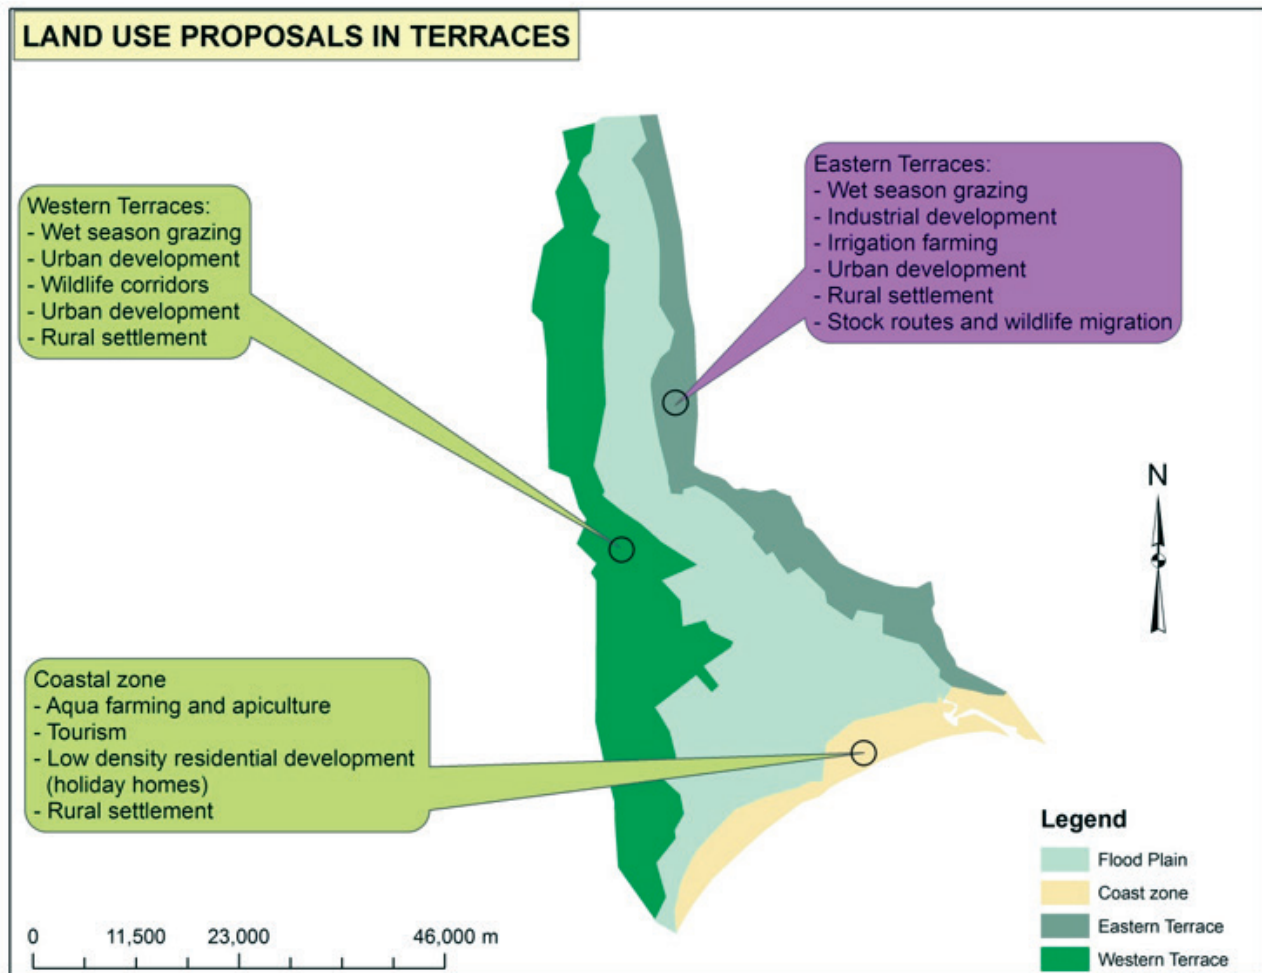 LAND USE PROPOSALS IN TERRACES
Western Terraces:
- Wet season grazing
- Urban development
- Wildlife corridors
- Urban development
- Rural settlement
Eastern Terraces:
- Wet season grazing
- Industrial development
- Irrigation farming
- Urban development
- Rural settlement
- Stock routes and wildlife migration
N
Coastal zone
- Aqua farming and apiculture
- Tourism
- Low density residential development
(holiday homes)
- Rural settlement
Legend
Flood Plain
Coast zone
Eastern Terrace
Western Terrace
0 11,500 23,000 46,000 m